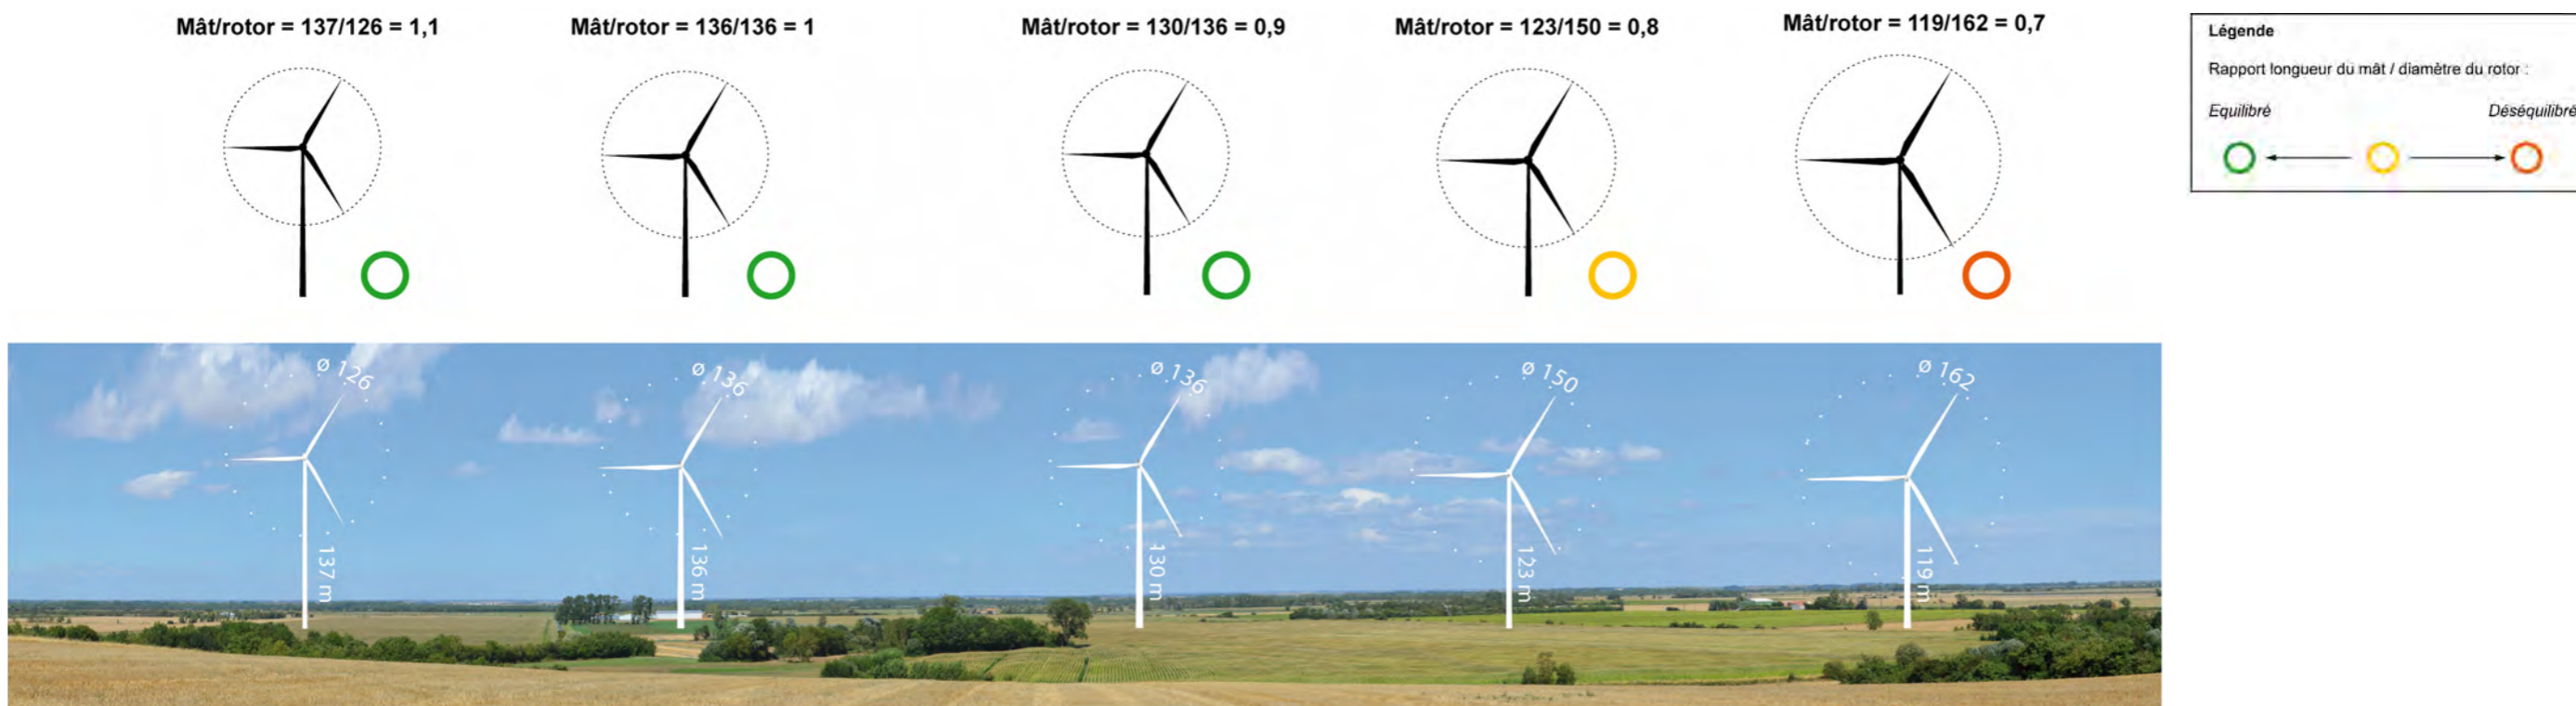 Mât/rotor = 137/126 = 1,1
Mât/rotor = 136/136 = 1
Mât/rotor = 130/136 = 0,9
Mât/rotor = 123/150 = 0,8
Mât/rotor = 119/162 = 0,7
Légende
Rapport longueur du mât / diamètre du rotor :
Equilibré
Déséquilibré
ø 126
ø 136
ø 136
ø 150
ø 162
137 m
136 m
130 m
123 m
119 m